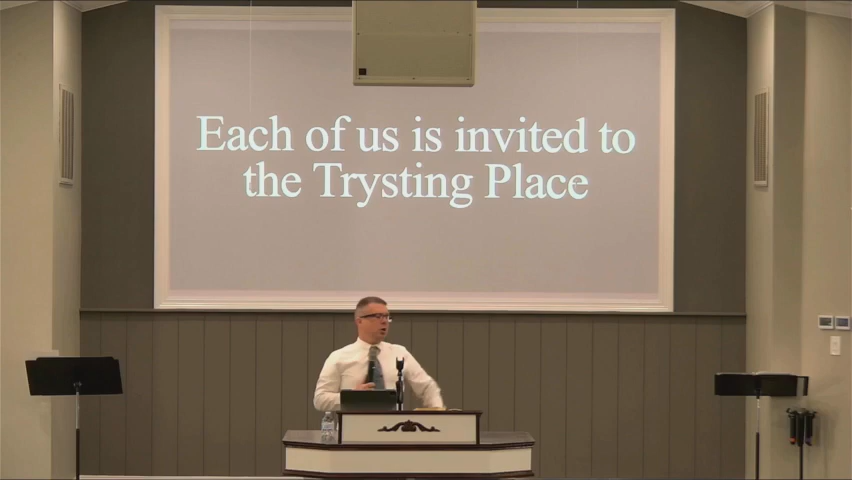 Each of us is invited to
the Trysting Place